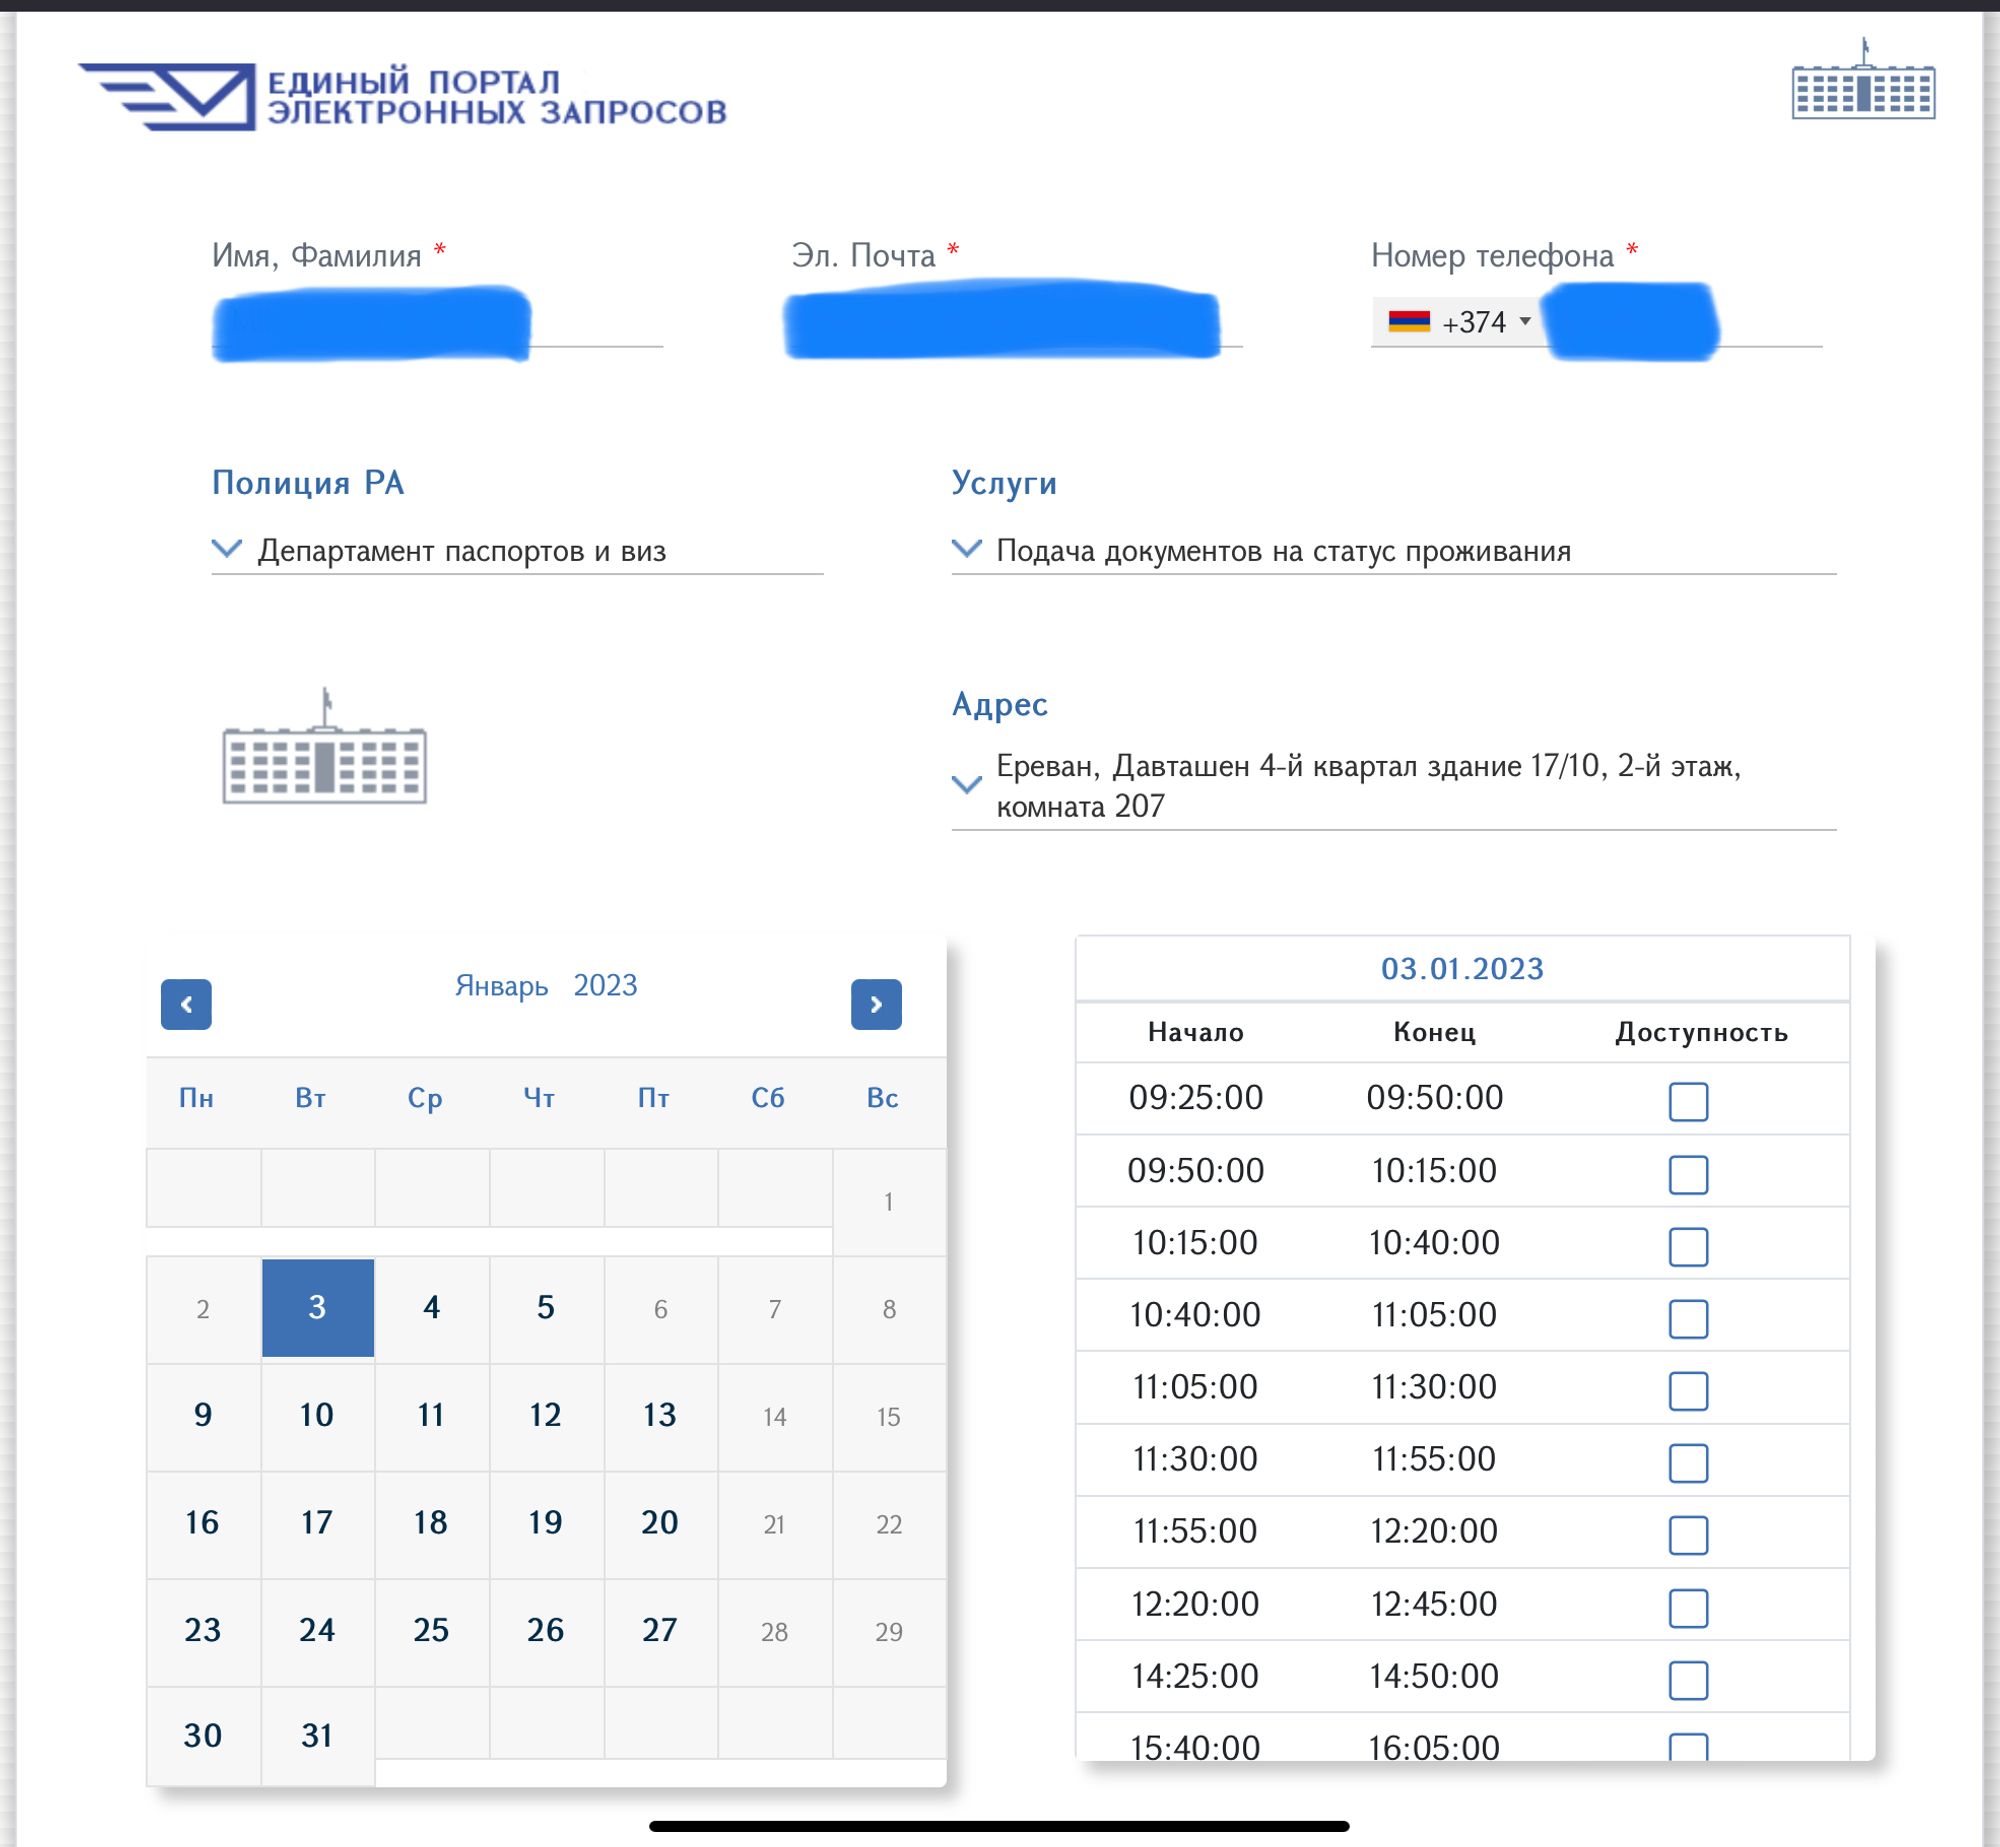 ЕДИНЫЙ ПОРТАЛ
ЭЛЕКТРОННЫХ ЗАПРОСОВ
Имя, Фамилия *
Эл. Почта *
Номер телефона *
+374
Полиция РА
Услуги
Департамент паспортов и виз
Подача документов на статус проживания
Адрес
Ереван, Давташен 4-й квартал здание 17/10, 2-й этаж,
комната 207
Январь 2023
Пн Вт Ср Чт Пт Сб Вс
1
2 3 4 5 6 7 8
9 10 11 12 13 14 15
16 17 18 19 20 21 22
23 24 25 26 27 28 29
30 31
03.01.2023
Начало Конец Доступность
09:25:00 09:50:00
09:50:00 10:15:00
10:15:00 10:40:00
10:40:00 11:05:00
11:05:00 11:30:00
11:30:00 11:55:00
11:55:00 12:20:00
12:20:00 12:45:00
14:25:00 14:50:00
15:40:00 16:05:00